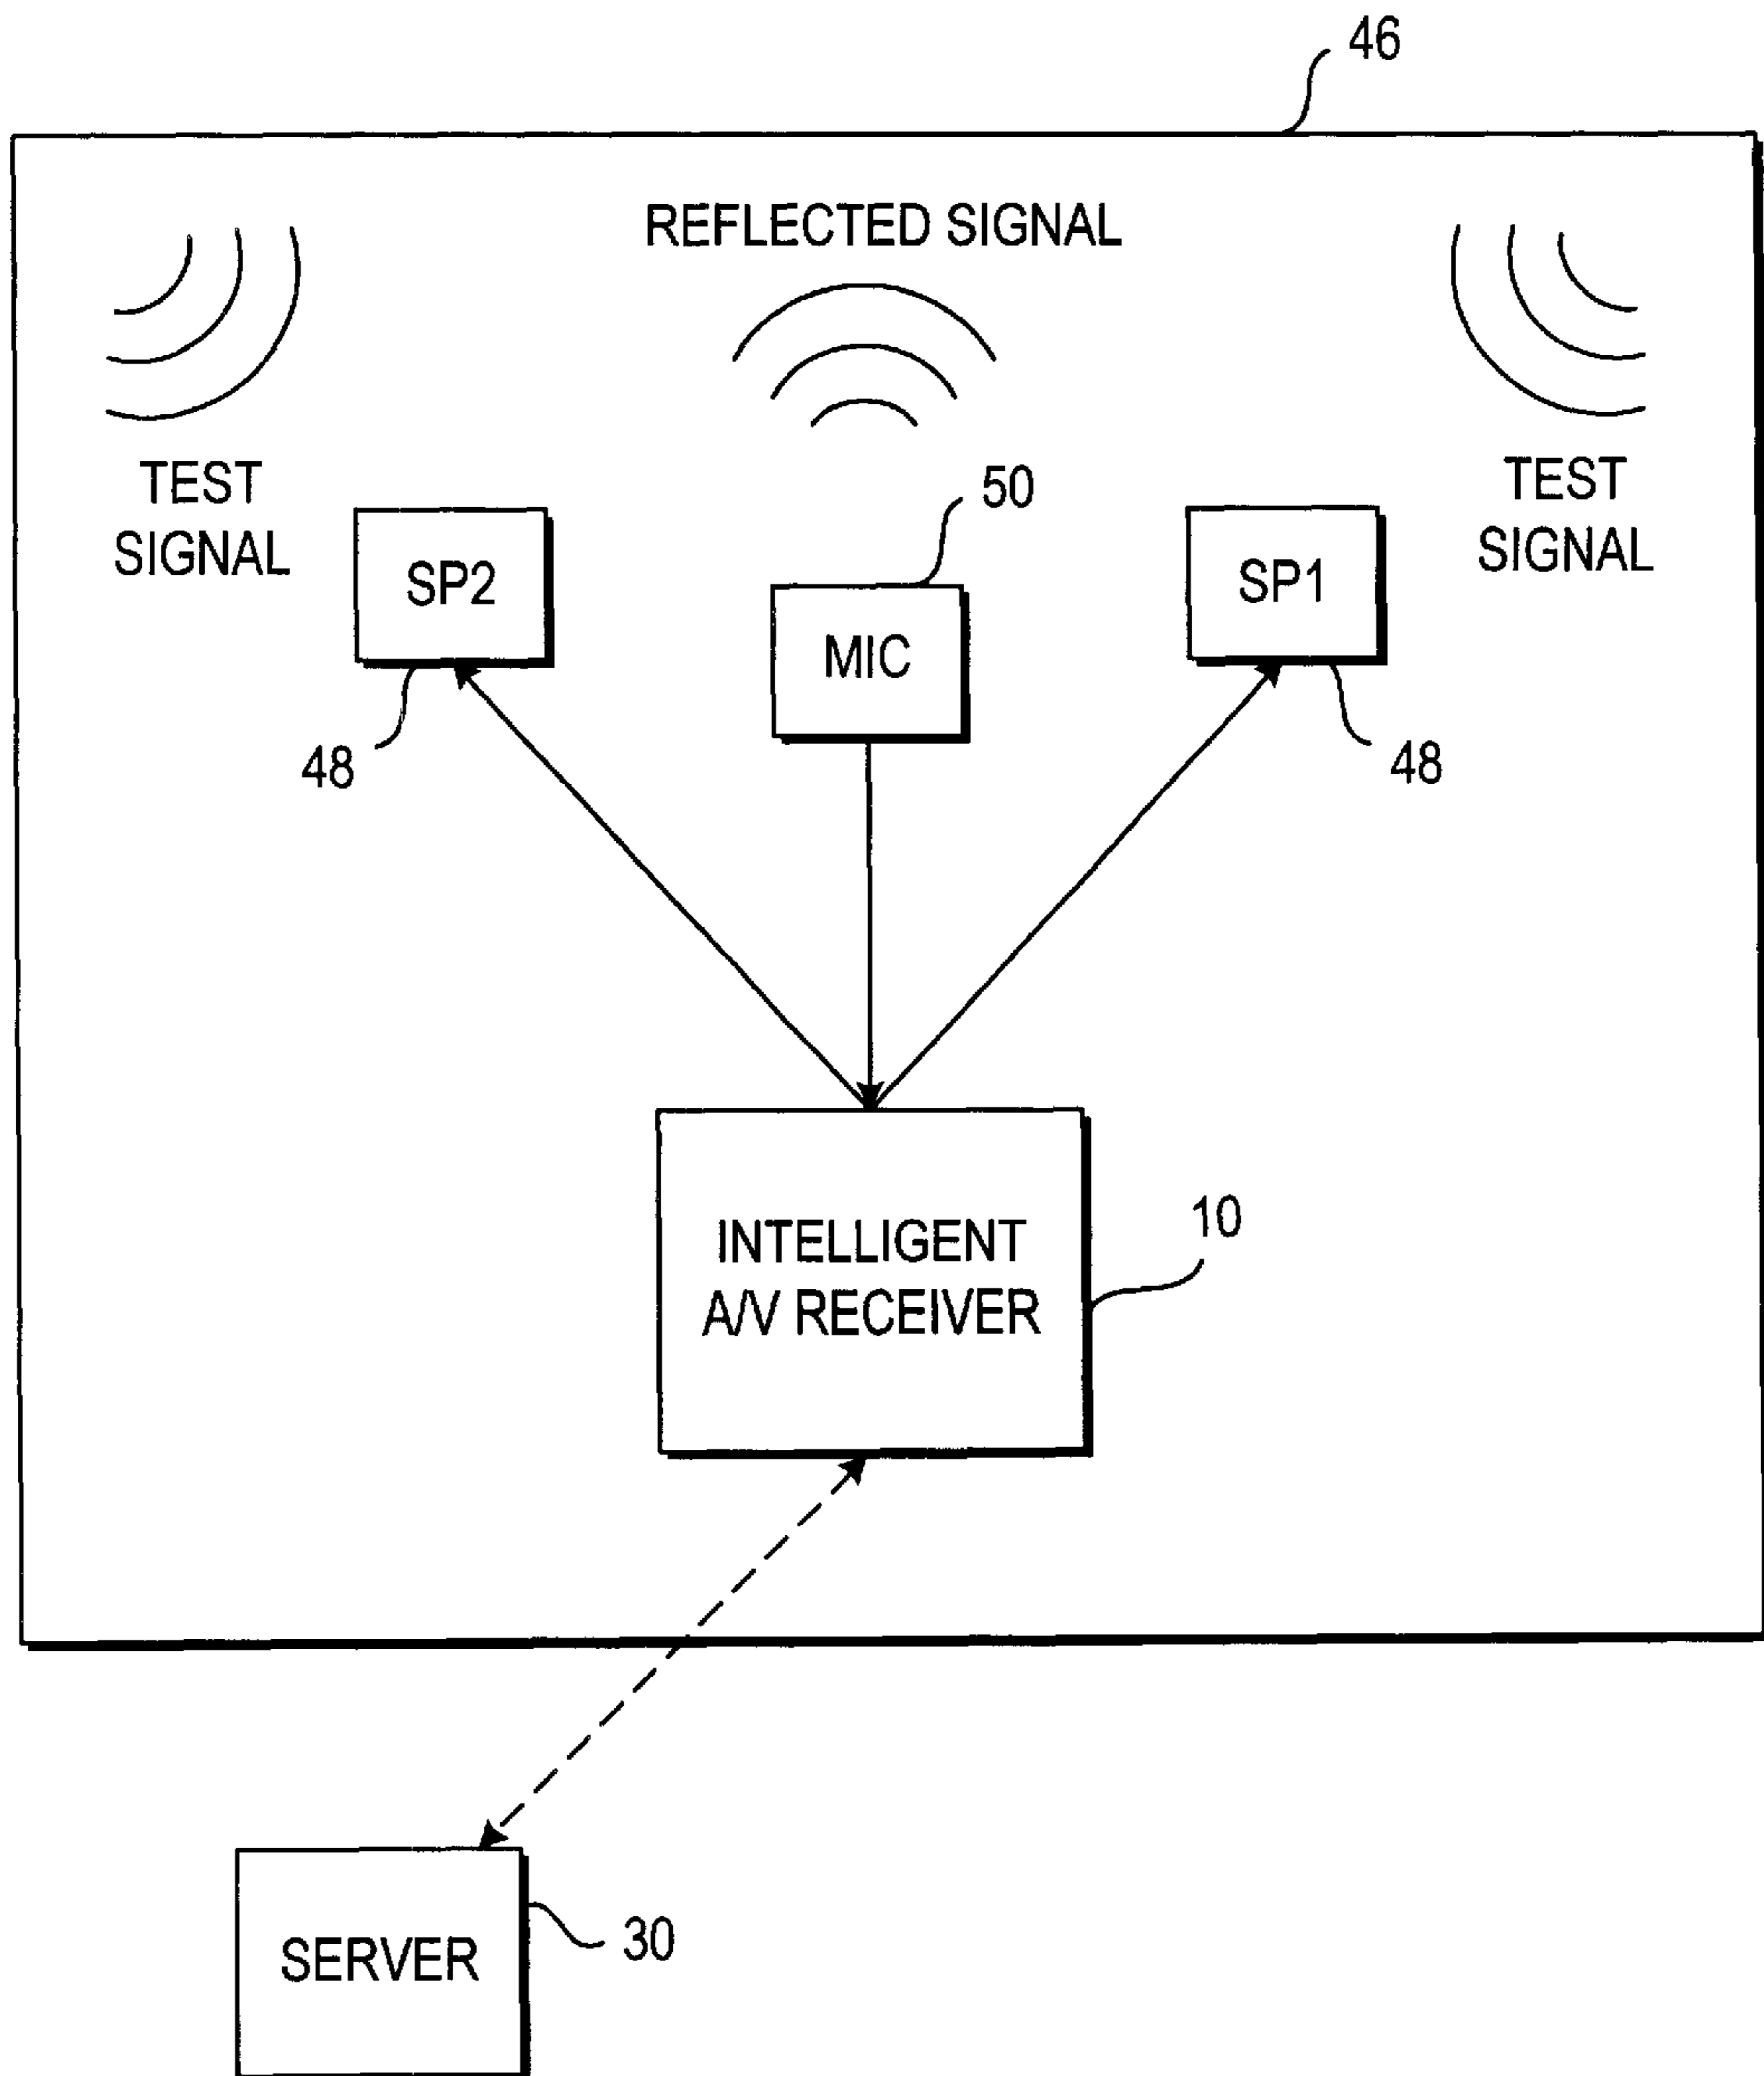 46
REFLECTED SIGNAL
TEST
SIGNAL
TEST
SIGNAL
50
SP2
MIC
SP1
48
48
INTELLIGENT
A/V RECEIVER
10
SERVER
30